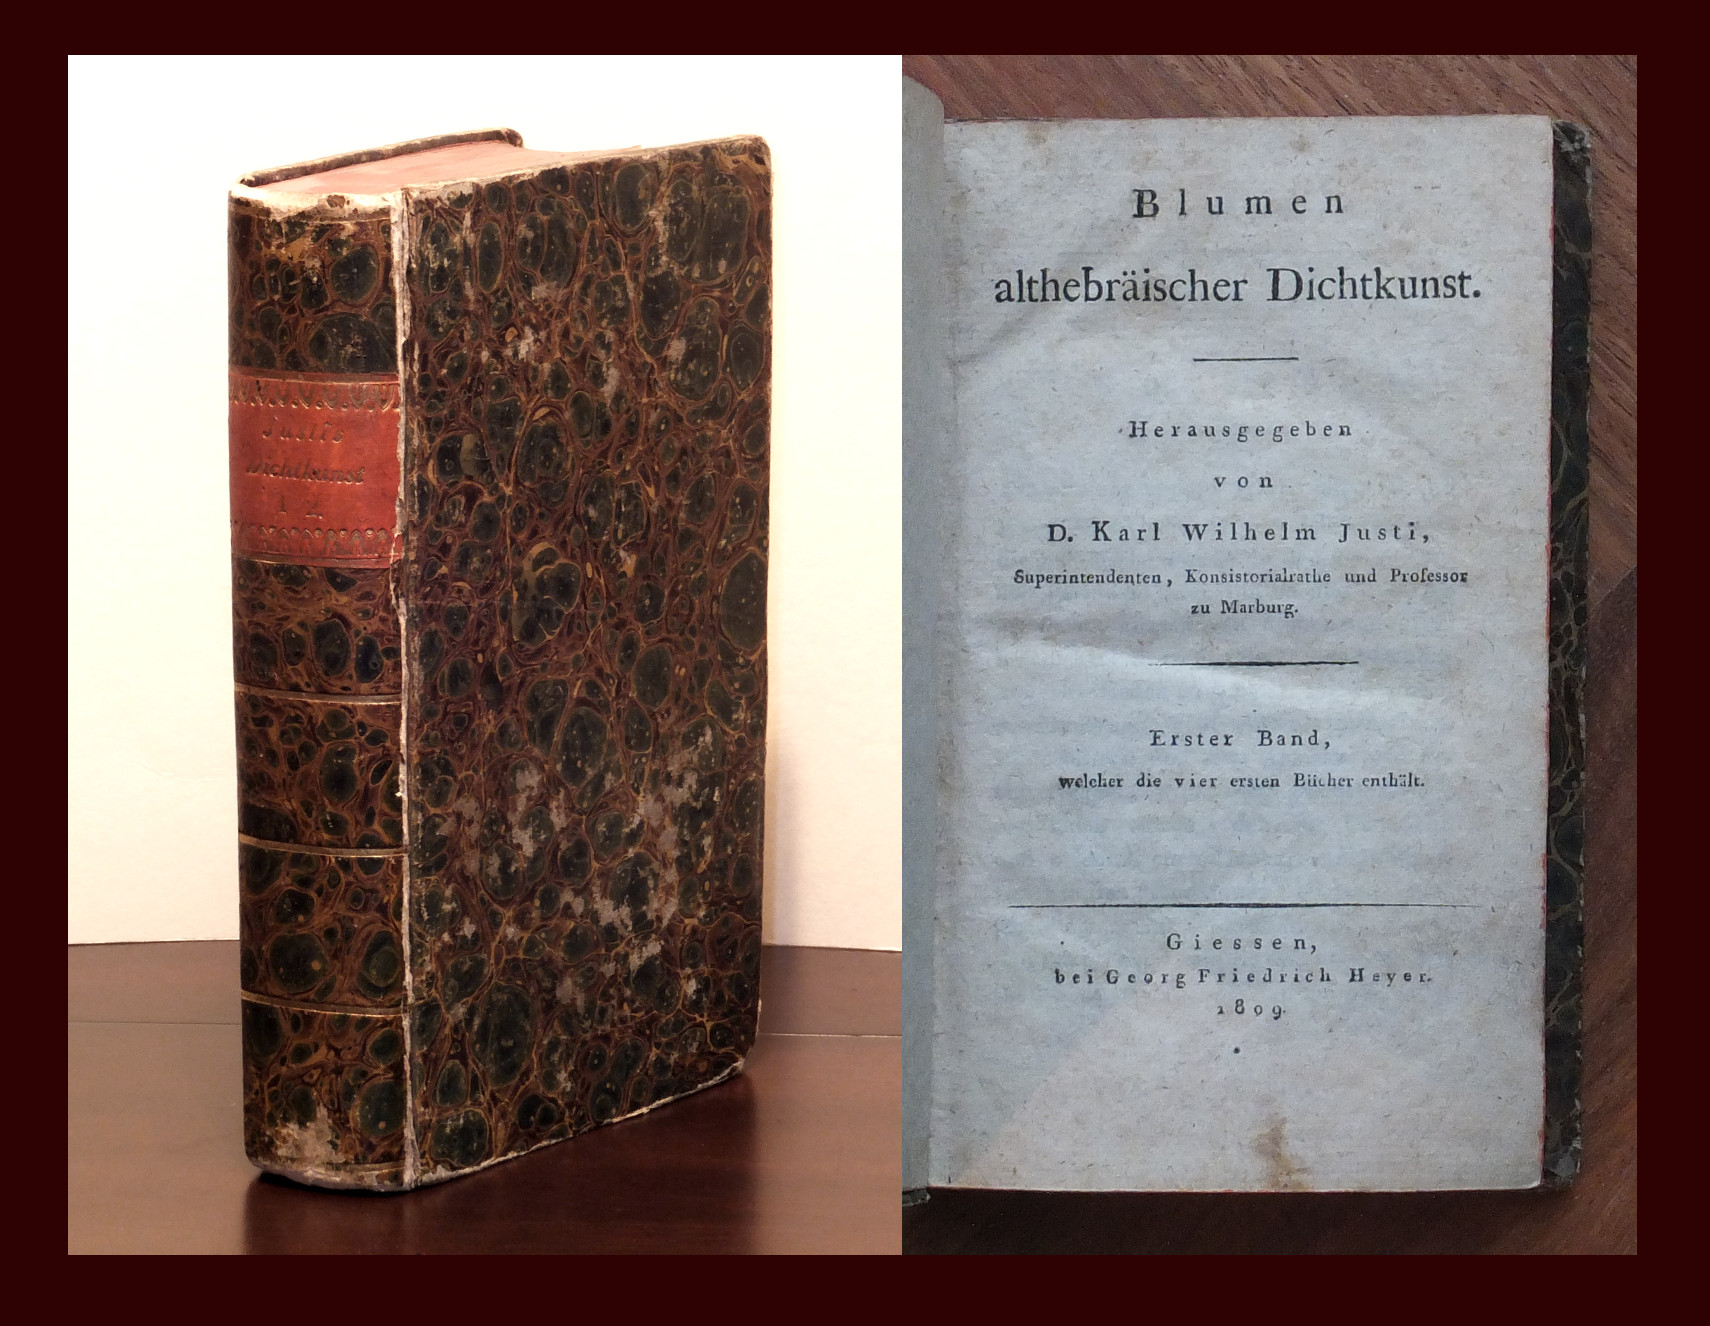 Justi's
Dichtkunst
1 2
Blumen
althebräischer Dichtkunst.
Herausgegeben
von
D. Karl Wilhelm Justi,
Superintendenten, Konsistorialrathe und Professor
zu Marburg.
Erster Band,
welcher die vier ersten Bücher enthält.
Giessen,
bei Georg Friedrich Heyer.
1809.